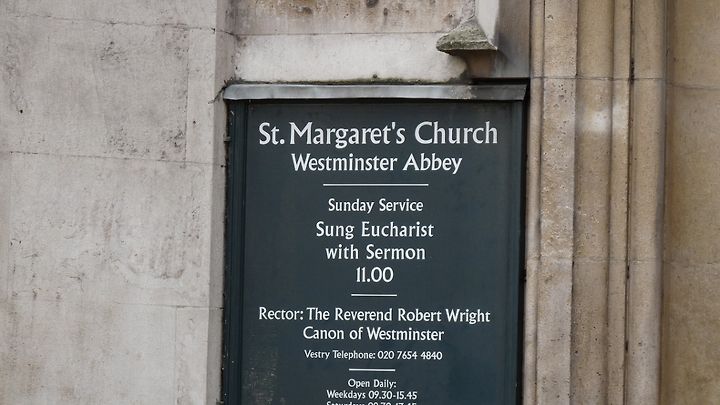 St. Margaret's Church
Westminster Abbey
Sunday Service
Sung Eucharist
with Sermon
11.00
Rector: The Reverend Robert Wright
Canon of Westminster
Vestry Telephone: 020 7654 4840
Open Daily:
Weekdays 09.30-15.45